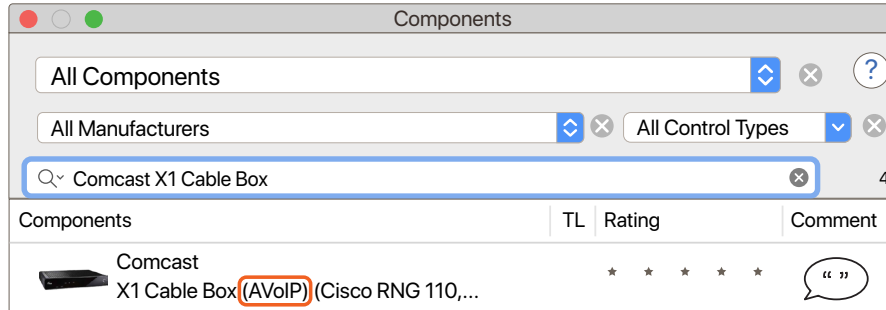 Components
All Components
?
All Manufacturers
All Control Types
Comcast X1 Cable Box
4
Components TL Rating Comment
Comcast
X1 Cable Box (AVoIP) (Cisco RNG 110,...
“ ”